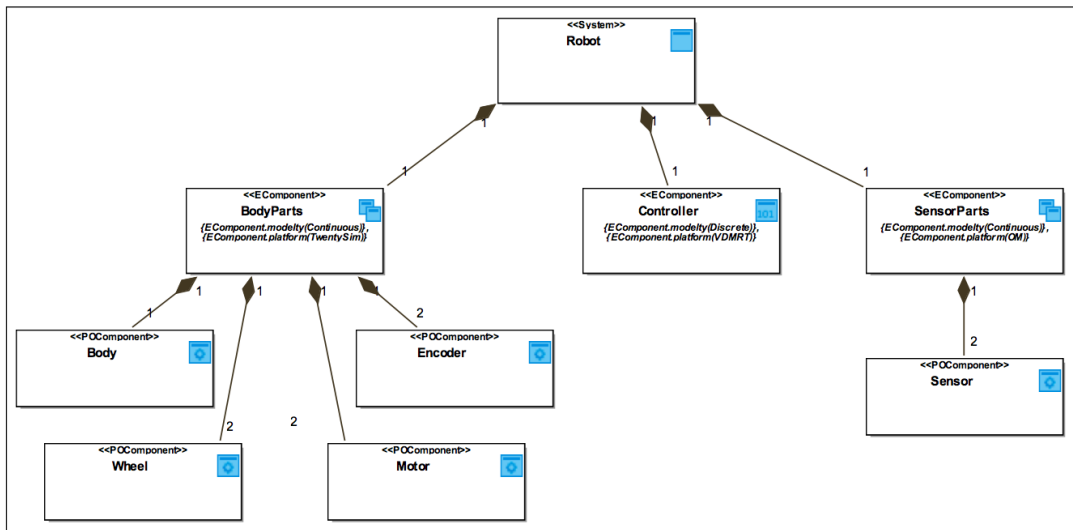 <<System>>
Robot
1
1
1
1
1
1
<<EComponent>>
BodyParts
{EComponent.modelty(Continuous)},
{EComponent.platform(TwentySim)}
<<EComponent>>
Controller
101
{EComponent.modelty(Discrete)},
{EComponent.platform(VDMRT)}
<<EComponent>>
SensorParts
{EComponent.modelty(Continuous)},
{EComponent.platform(OM)}
1
1
1
1
1
1
2
2
<<POComponent>>
Body
<<POComponent>>
Encoder
<<POComponent>>
Sensor
2
2
<<POComponent>>
Wheel
<<POComponent>>
Motor